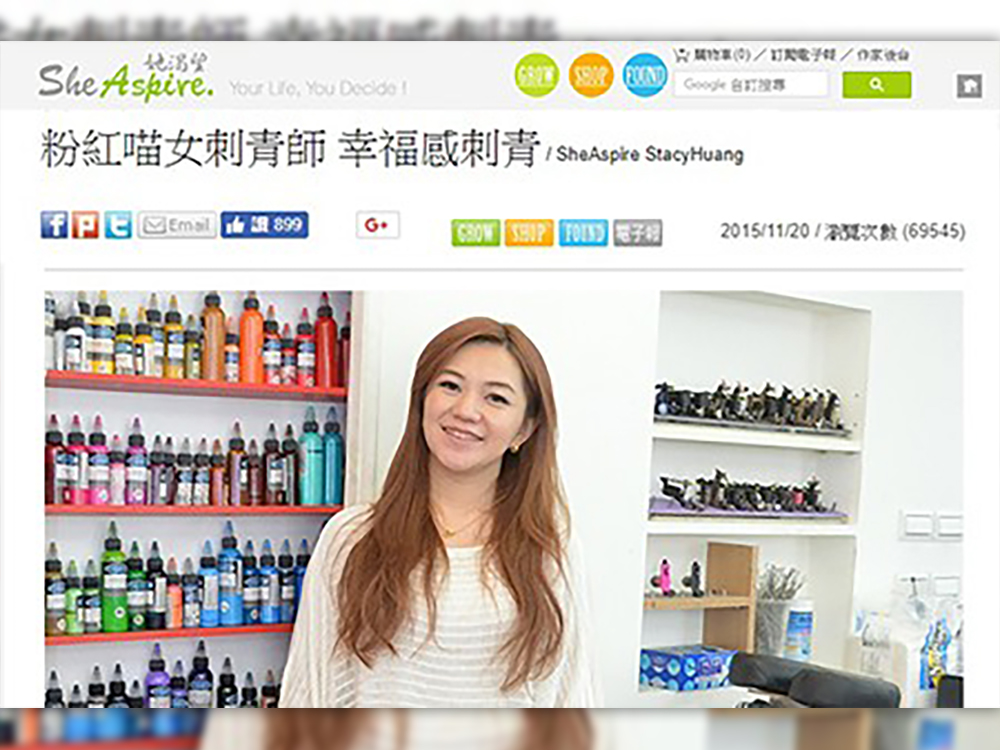 她渴望
SheAspire.
Your Life, You Decide !
GROW
SHOP
FOUND
購物車(0) ／ 訂閱電子報 ／ 作家後台
Google 自訂搜尋
粉紅喵女刺青師 幸福感刺青 / SheAspire StacyHuang
Email
讚 899
G+
GROW
SHOP
FOUND
電子報
2015/11/20 / 瀏覽次數 (69545)